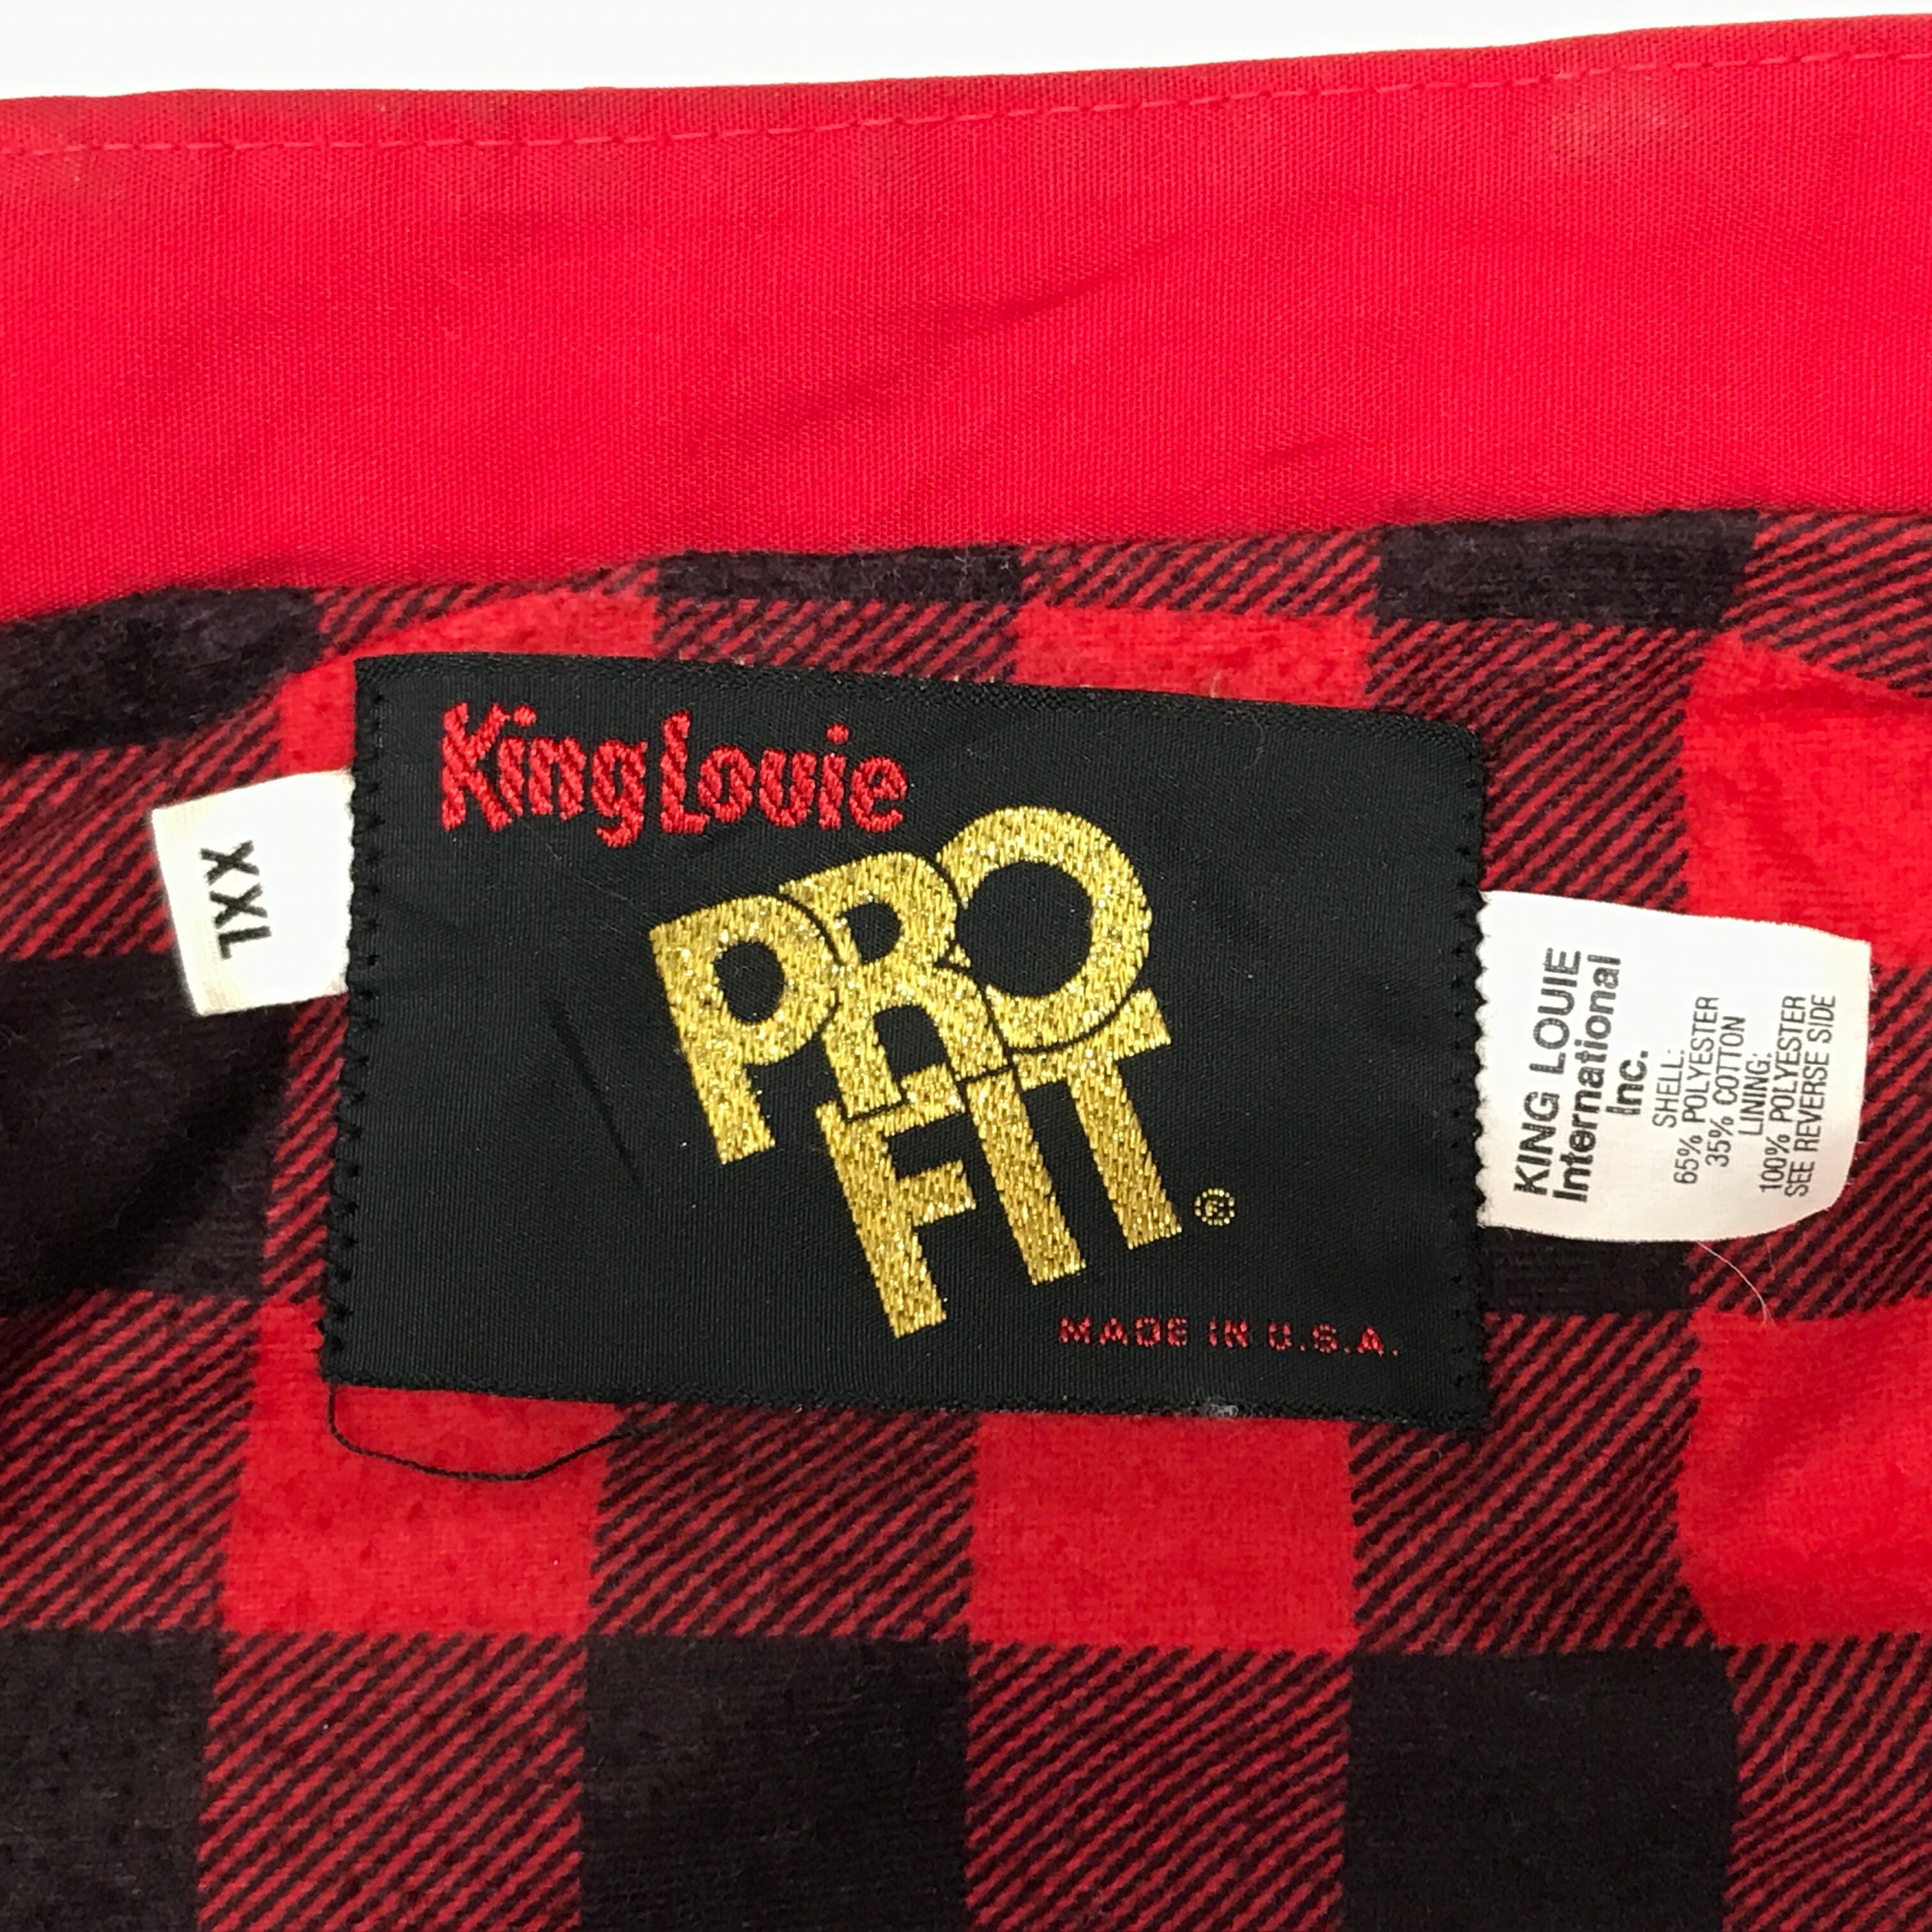 King Louie
PRO
FIT
®
MADE IN U.S.A.
XXL
KING LOUIE
International
Inc.
SHELL:
65% POLYESTER
35% COTTON
LINING:
100% POLYESTER
SEE REVERSE SIDE